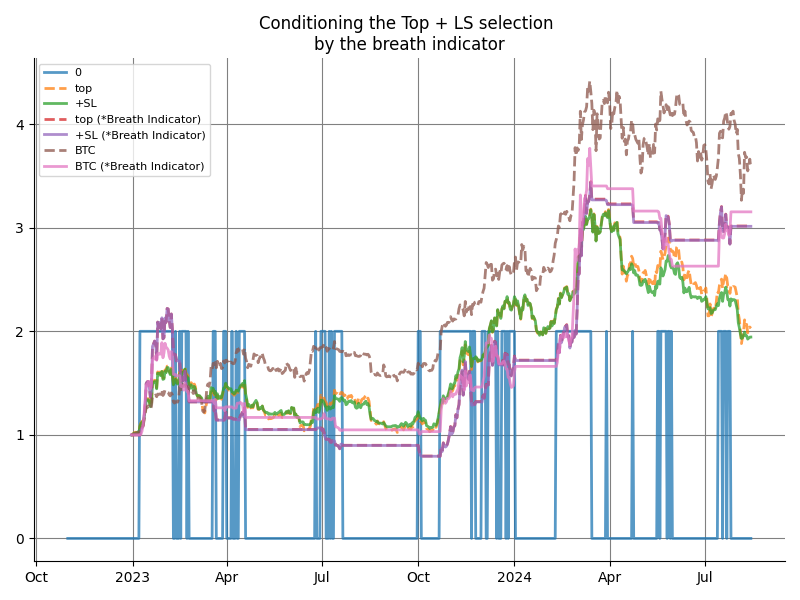 Conditioning the Top + LS selection
by the breath indicator
0
top
+SL
top (*Breath Indicator)
+SL (*Breath Indicator)
BTC
BTC (*Breath Indicator)
4
3
2
1
0
Oct
2023
Apr
Jul
Oct
2024
Apr
Jul